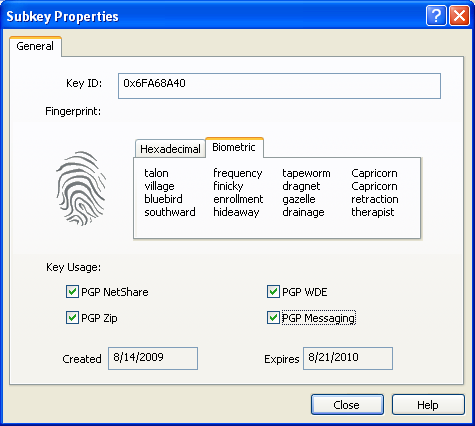 Subkey Properties
General
Key ID: 0x6FA68A40
Fingerprint:
Hexadecimal Biometric
talon frequency tapeworm Capricorn
village finicky dragnet Capricorn
bluebird enrollment gazelle retraction
southward hideaway drainage therapist
Key Usage:
PGP NetShare PGP WDE
PGP Zip PGP Messaging
Created 8/14/2009 Expires 8/21/2010
Close Help